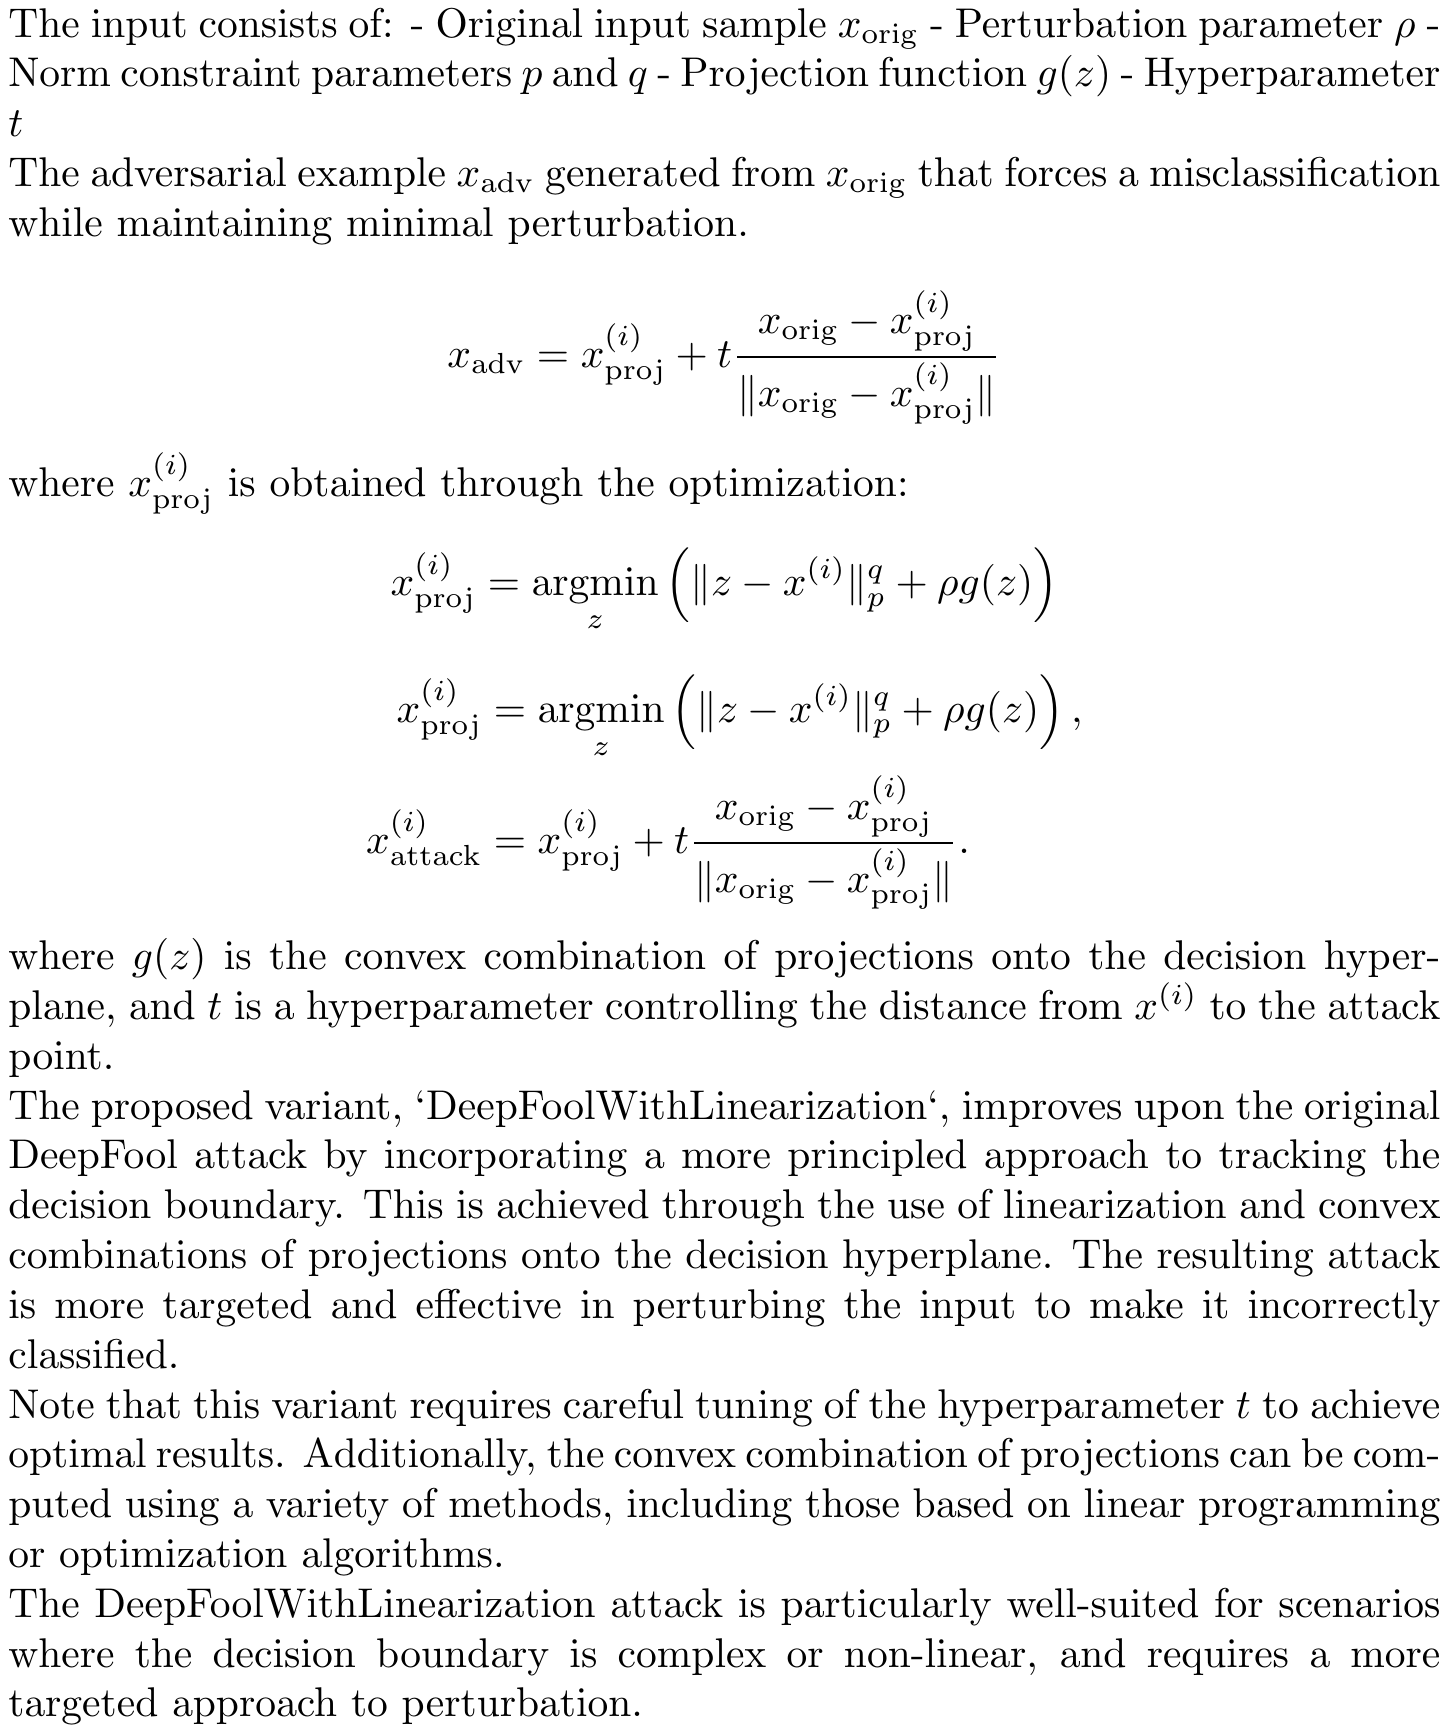 The input consists of: - Original input sample $x_{\text{orig}}$ - Perturbation parameter $\rho$ -
Norm constraint parameters $p$ and $q$ - Projection function $g(z)$ - Hyperparameter
$t$
The adversarial example $x_{\text{adv}}$ generated from $x_{\text{orig}}$ that forces a misclassification
while maintaining minimal perturbation.
$x_{\text{adv}} = x_{\text{proj}}^{(i)} + t \frac{x_{\text{orig}} - x_{\text{proj}}^{(i)}}{\|x_{\text{orig}} - x_{\text{proj}}^{(i)}\|}$
where $x_{\text{proj}}^{(i)}$ is obtained through the optimization:
$x_{\text{proj}}^{(i)} = \underset{z}{\text{argmin}} \left( \|z - x^{(i)}\|_p^q + \rho g(z) \right)$
$x_{\text{proj}}^{(i)} = \underset{z}{\text{argmin}} \left( \|z - x^{(i)}\|_p^q + \rho g(z) \right),$
$x_{\text{attack}}^{(i)} = x_{\text{proj}}^{(i)} + t \frac{x_{\text{orig}} - x_{\text{proj}}^{(i)}}{\|x_{\text{orig}} - x_{\text{proj}}^{(i)}\|}.$
where $g(z)$ is the convex combination of projections onto the decision hyper-
plane, and $t$ is a hyperparameter controlling the distance from $x^{(i)}$ to the attack
point.
The proposed variant, ‘DeepFoolWithLinearization‘, improves upon the original
DeepFool attack by incorporating a more principled approach to tracking the
decision boundary. This is achieved through the use of linearization and convex
combinations of projections onto the decision hyperplane. The resulting attack
is more targeted and effective in perturbing the input to make it incorrectly
classified.
Note that this variant requires careful tuning of the hyperparameter $t$ to achieve
optimal results. Additionally, the convex combination of projections can be com-
puted using a variety of methods, including those based on linear programming
or optimization algorithms.
The DeepFoolWithLinearization attack is particularly well-suited for scenarios
where the decision boundary is complex or non-linear, and requires a more
targeted approach to perturbation.